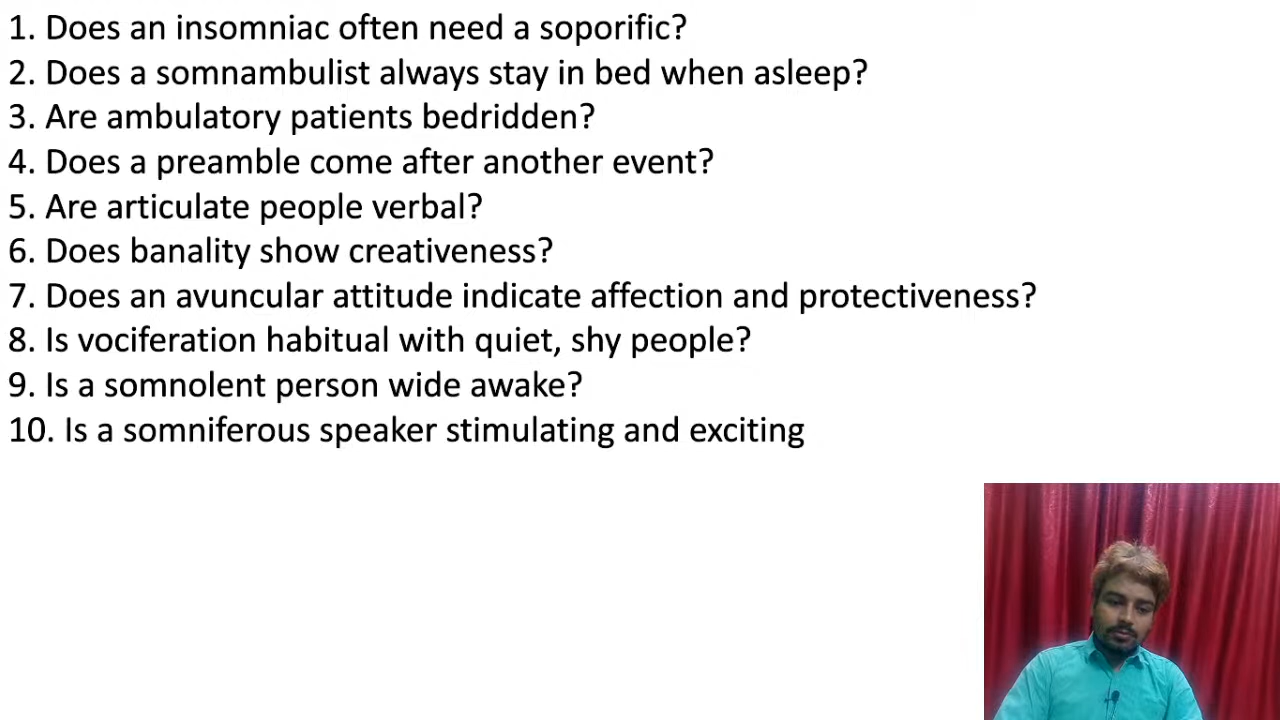 1. Does an insomniac often need a soporific?
2. Does a somnambulist always stay in bed when asleep?
3. Are ambulatory patients bedridden?
4. Does a preamble come after another event?
5. Are articulate people verbal?
6. Does banality show creativeness?
7. Does an avuncular attitude indicate affection and protectiveness?
8. Is vociferation habitual with quiet, shy people?
9. Is a somnolent person wide awake?
10. Is a somniferous speaker stimulating and exciting